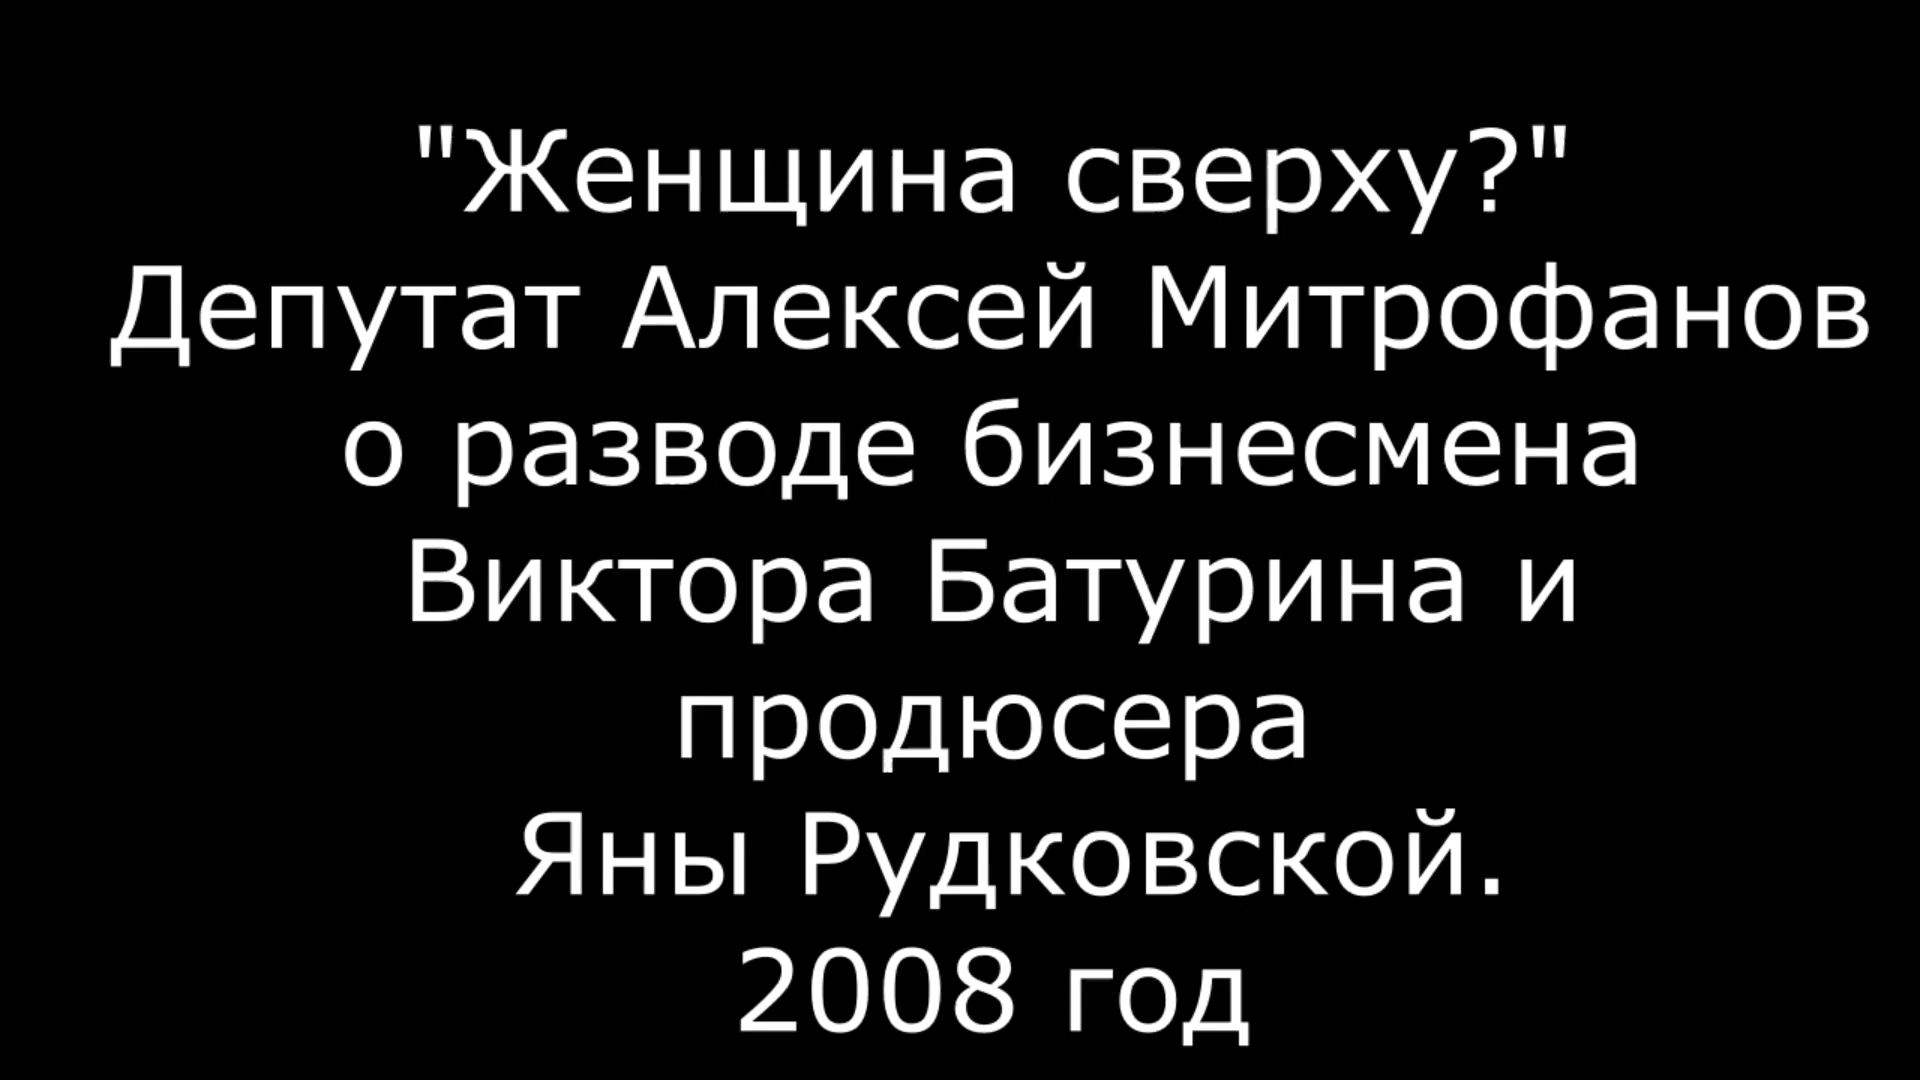 "Женщина сверху?"
Депутат Алексей Митрофанов
о разводе бизнесмена
Виктора Батурина и
продюсера
Яны Рудковской.
2008 год